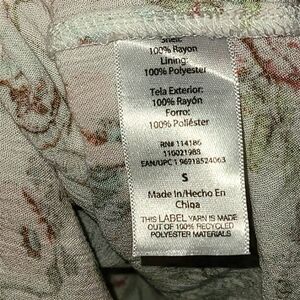 Shell:
100% Rayon
Lining:
100% Polyester
Tela Exterior:
100% Rayón
Forro:
100% Poliéster
RN# 114186
110021988
EAN/UPC 1 96918524063
S
Made In/Hecho En
China
THIS LABEL YARN IS MADE
OUT OF 100% RECYCLED
POLYESTER MATERIALS